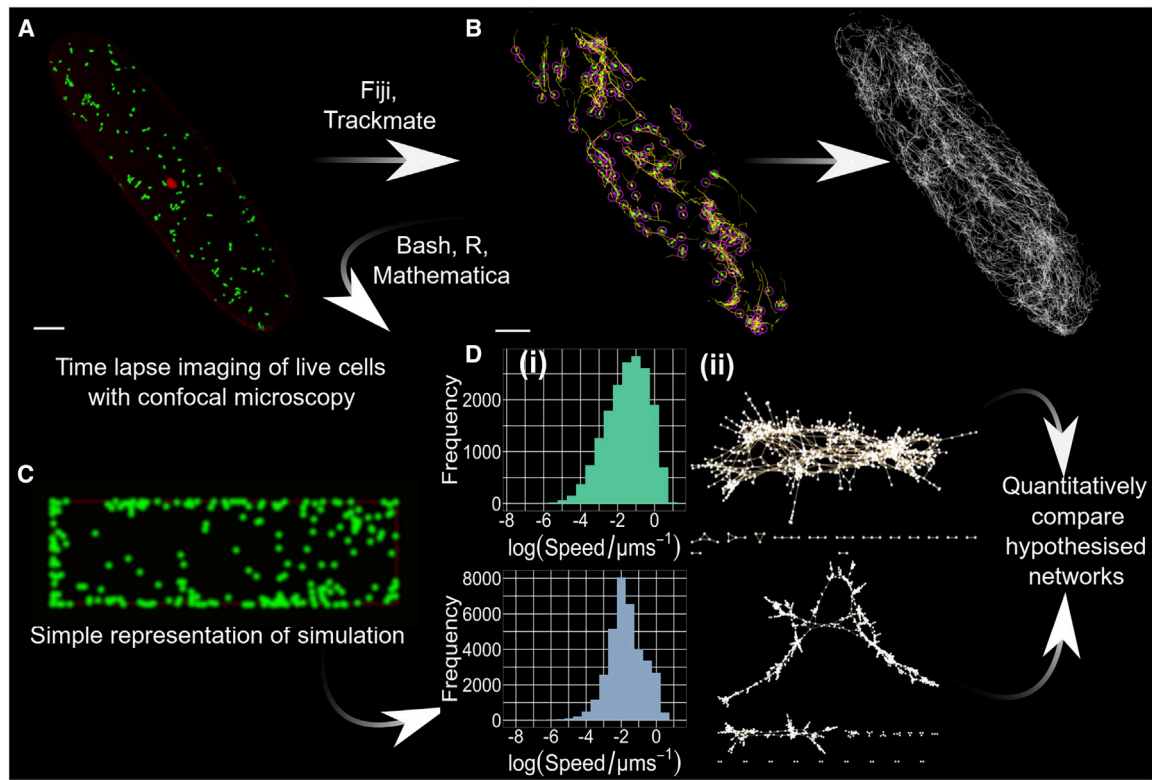 A
B
Fiji,
Trackmate
Bash, R,
Mathematica
Time lapse imaging of live cells
with confocal microscopy
C
Simple representation of simulation
D
(i)
(ii)
Frequency
2000
1000
0
-8 -6 -4 -2 0
log(Speed/μms⁻¹)
Frequency
8000
6000
4000
2000
0
-8 -6 -4 -2 0
log(Speed/μms⁻¹)
Quantitatively
compare
hypothesised
networks